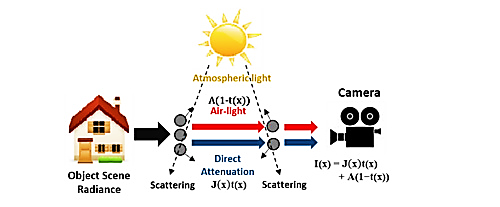 Atmospheric light
A(1-t(x))
Air-light
Camera
Object Scene
Radiance
Direct
Attenuation
J(x)t(x)
Scattering
Scattering
I(x) = J(x)t(x)
+ A(1−t(x))